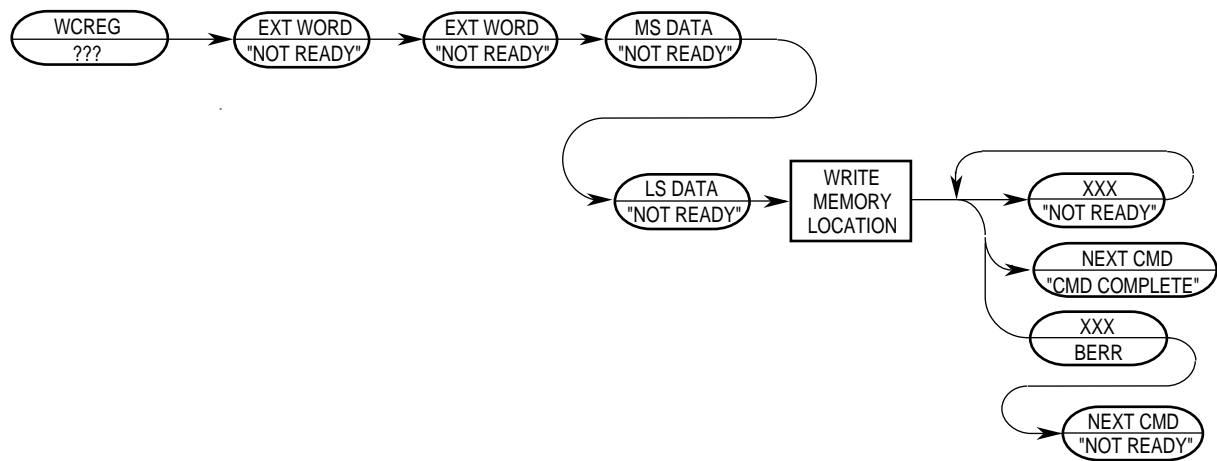 WCREG
???
EXT WORD
"NOT READY"
EXT WORD
"NOT READY"
MS DATA
"NOT READY"
LS DATA
"NOT READY"
WRITE
MEMORY
LOCATION
XXX
"NOT READY"
NEXT CMD
"CMD COMPLETE"
XXX
BERR
NEXT CMD
"NOT READY"